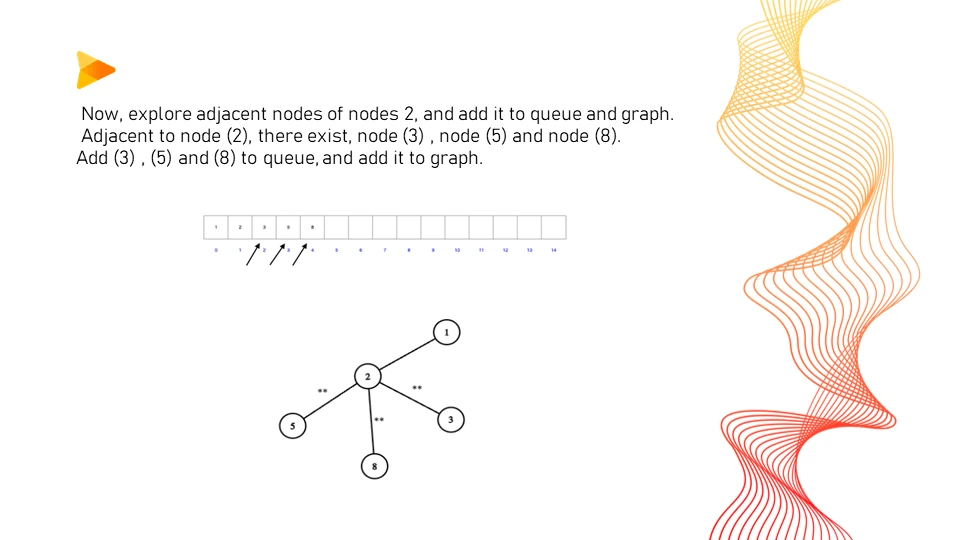 Now, explore adjacent nodes of nodes 2, and add it to queue and graph.
Adjacent to node (2), there exist, node (3) , node (5) and node (8).
Add (3) , (5) and (8) to queue, and add it to graph.
1 2 3 5 8
0 1 2 3 4 5 6 7 8 9 10 11 12 13 14
1
2
** **
5 ** 3
8